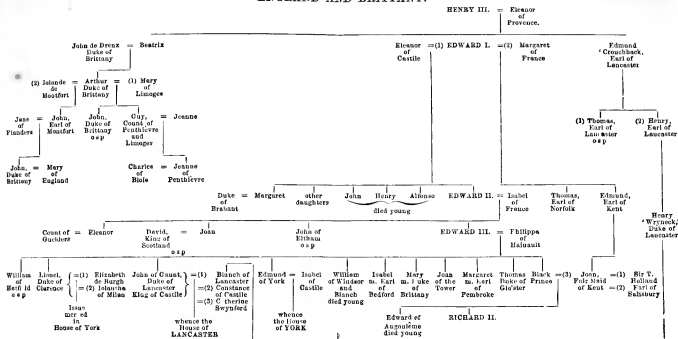 HENRY III. = Eleanor
of
Provence.
John de Dreux = Beatrix
Duke of
Brittany
Eleanor =(1) EDWARD I. =(2) Margaret
of of
Castile France
Edmund
'Crouchback,
Earl of
Lancaster
(2) Iolande = Arthur = (1) Mary
de Duke of of
Montfort Brittany Limoges
Jane = John,
of Earl of
Flanders Montfort
John,
Duke of
Brittany
osp
Guy, = Jeanne
Count of
Penthievre
and
Limoges
(1) Thomas,
Earl of
Lancaster
osp
(2) Henry,
Earl of
Lancaster
John, = Mary
Duke of of
Brittany England
Charles = Jeanne
of of
Blois Penthievre
Duke = Margaret
of
Brabant
other
daughters
John Henry Alfonso
died young
EDWARD II. = Isabel
of
France
Thomas,
Earl of
Norfolk
Edmund,
Earl of
Kent
Henry
'Wryneck,'
Duke of
Lancaster
Count of = Eleanor
Guelders
David, = Joan
King of
Scotland
osp
John of
Eltham
osp
EDWARD III. = Philippa
of
Hainault
William
of
Hatfield
osp
Lionel,
Duke of
Clarence
=(1) Elizabeth
de Burgh
=(2) Iolantha
of Milan
Issue
merged
in
House of York
John of Gaunt,
Duke of
Lancaster
King of Castile
=(1) Blanch of
Lancaster
=(2) Constance
of Castile
=(3) Catherine
Swynford
whence the
House of
LANCASTER
Edmund = Isabel
of York of
Castile
whence
the House
of YORK
William
of Windsor
and
Blanch
died young
Isabel
m. Earl
of
Bedford
Mary
m. Duke
of
Brittany
Joan
of the
Tower
Margaret
m. Earl
of
Pembroke
Thomas
Duke of
Glo'ster
Black =(3) Joan, =(1) Sir T.
Prince Fair Maid Holland
of Kent =(2) Earl of
Salisbury
Edward of
Angoulême
died young
RICHARD II.